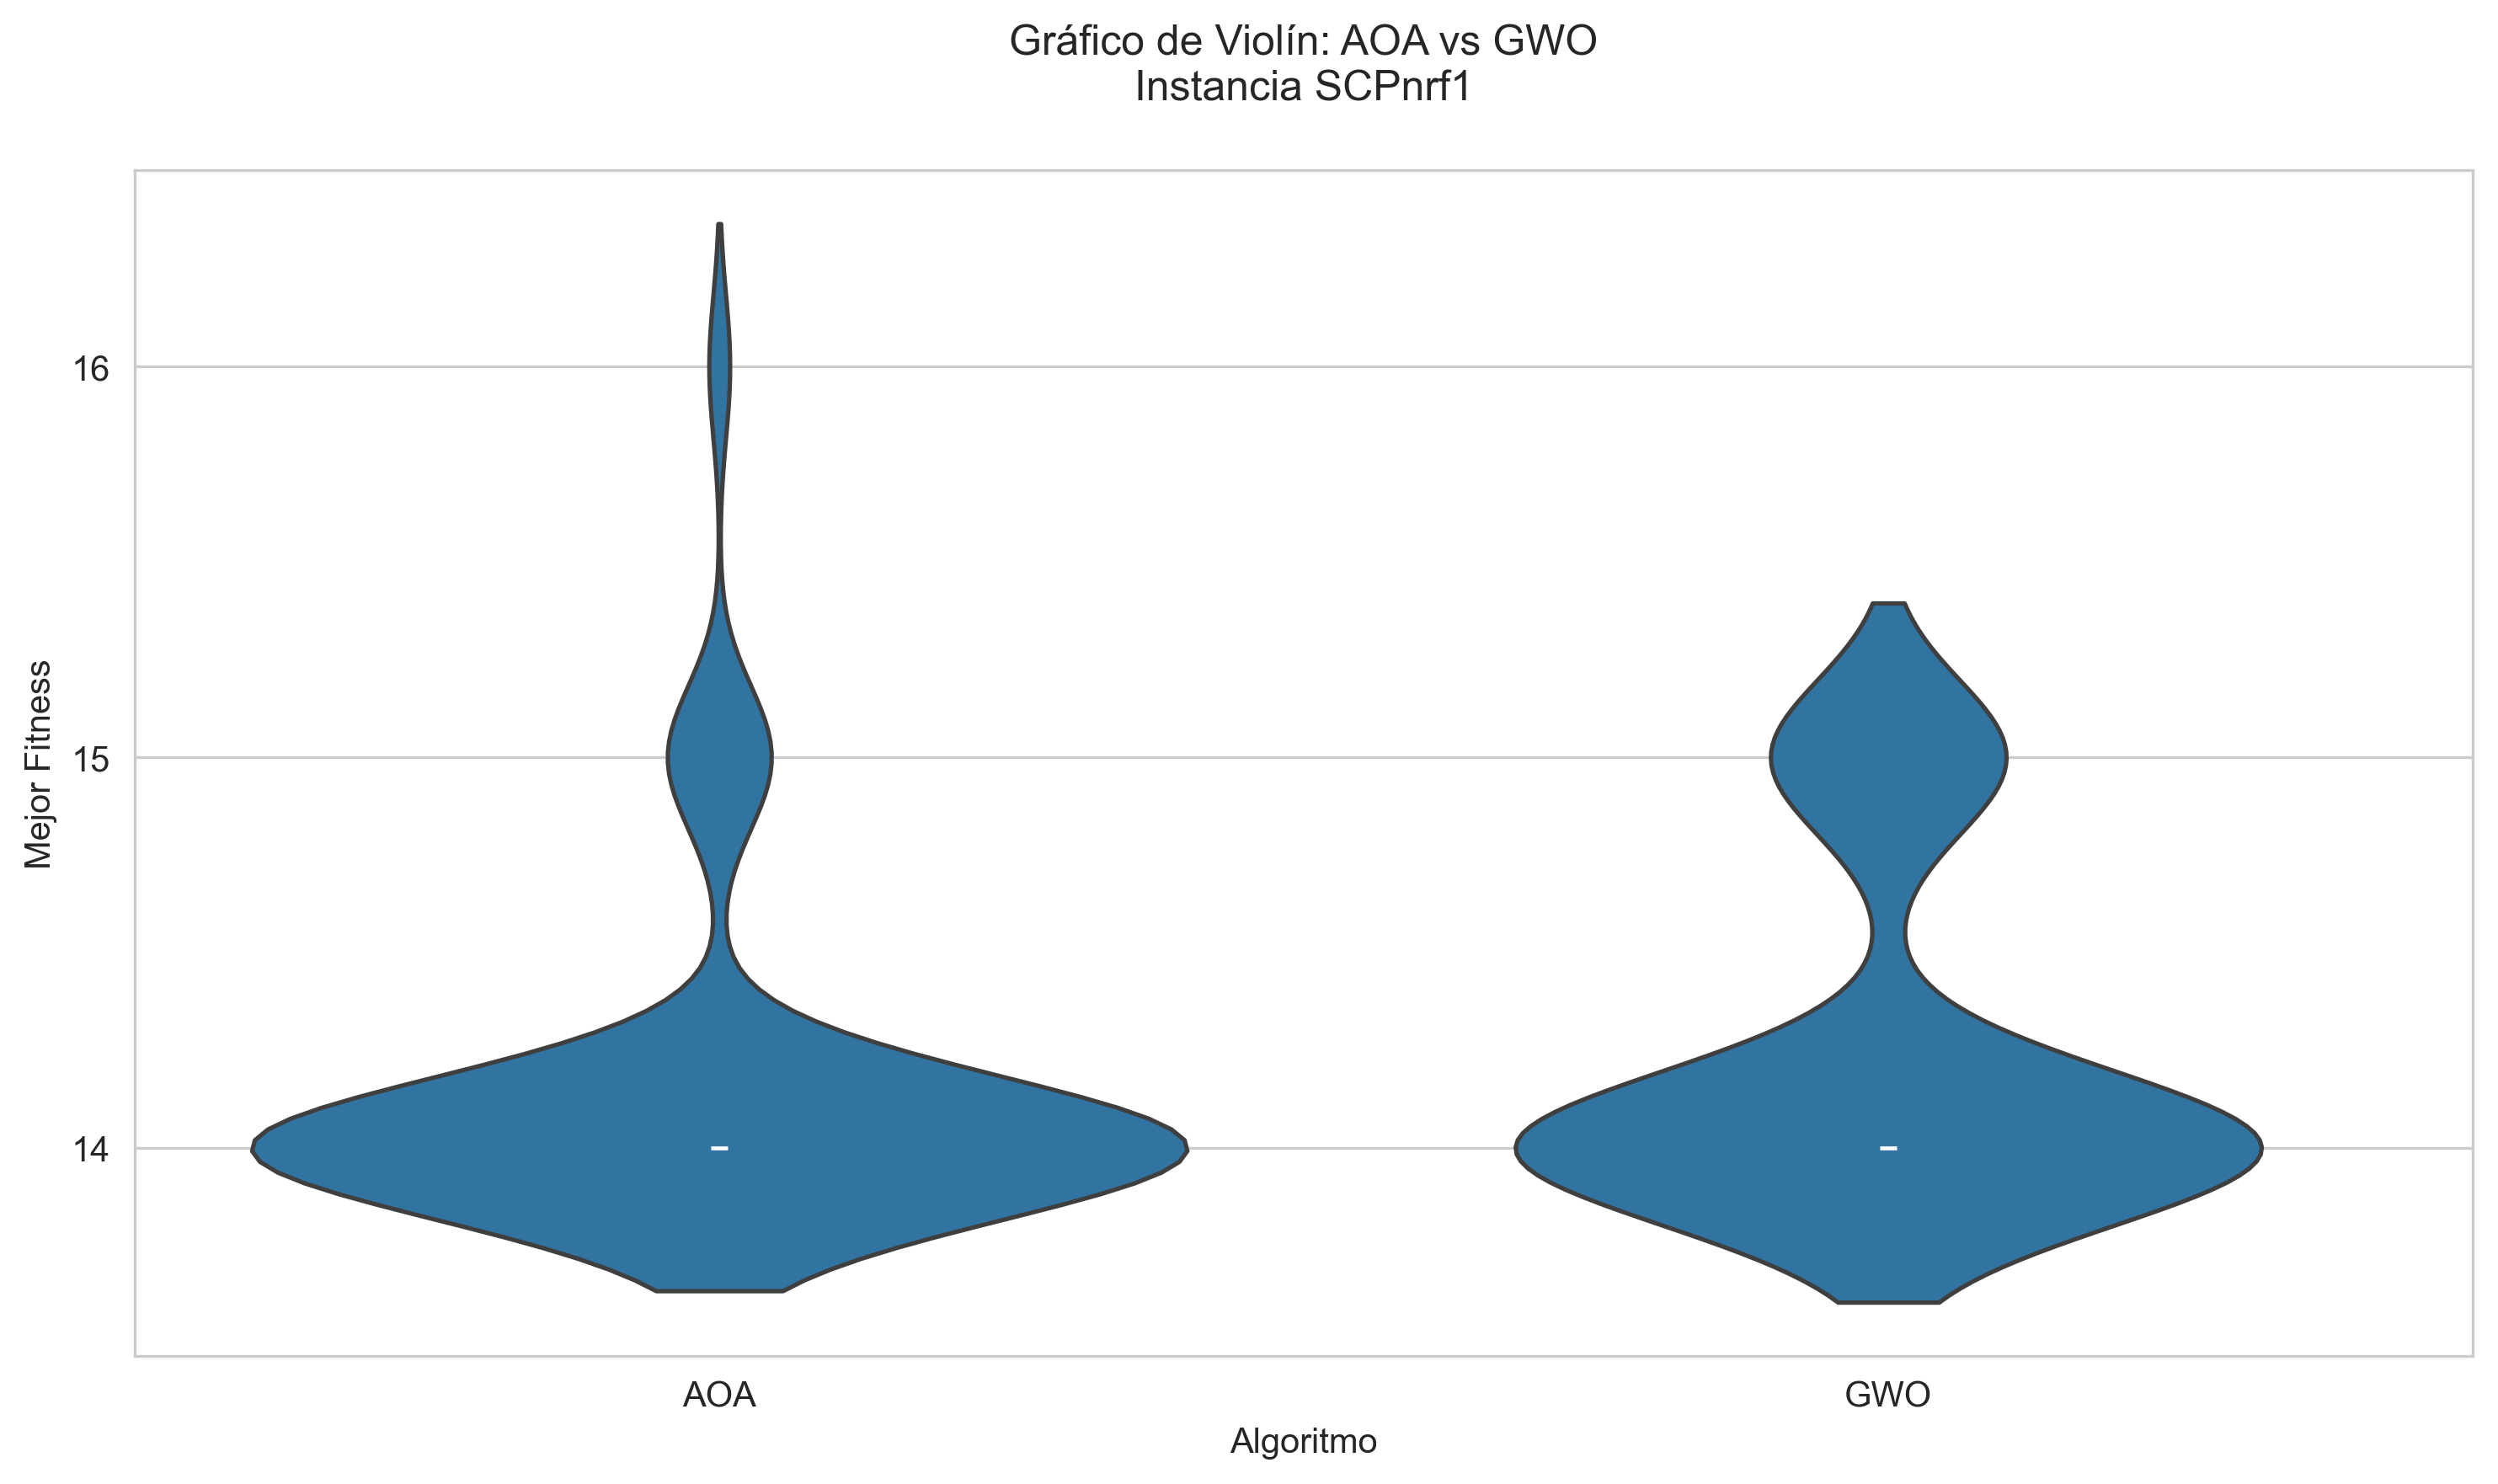 Gráfico de Violín: AOA vs GWO
Instancia SCPnrf1
Mejor Fitness
16
15
14
AOA
GWO
Algoritmo